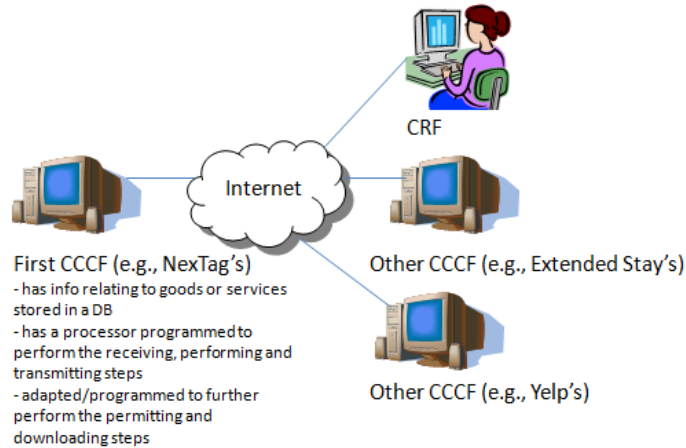 CRF
Internet
First CCCF (e.g., NexTag's)
- has info relating to goods or services
stored in a DB
- has a processor programmed to
perform the receiving, performing and
transmitting steps
- adapted/programmed to further
perform the permitting and
downloading steps
Other CCCF (e.g., Extended Stay's)
Other CCCF (e.g., Yelp's)